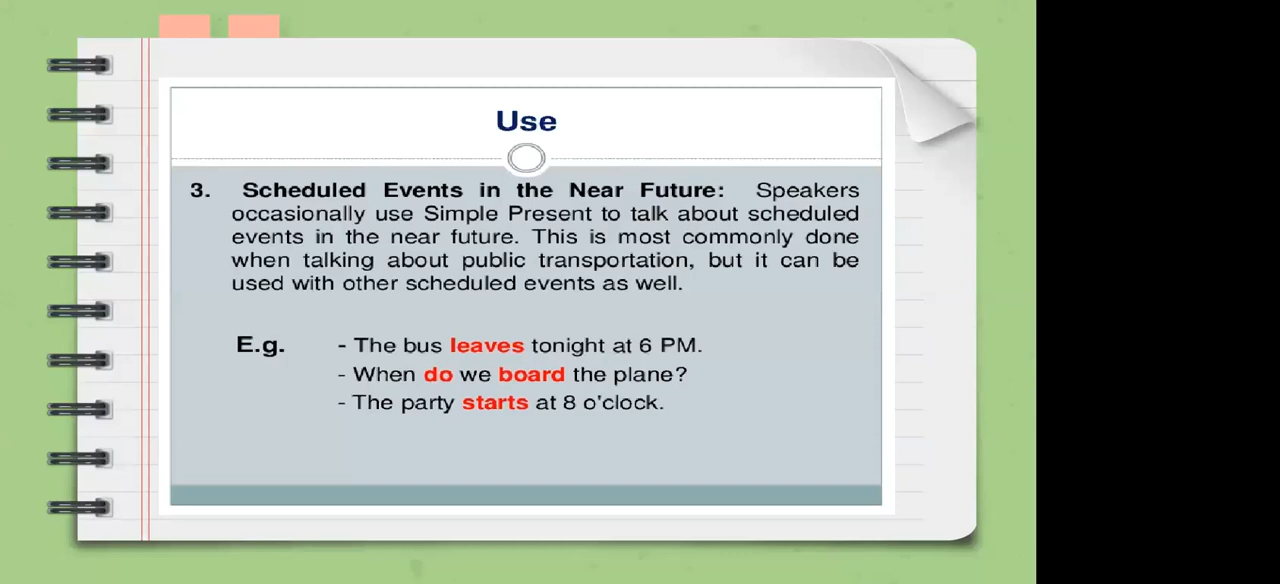 Use
3. Scheduled Events in the Near Future: Speakers
occasionally use Simple Present to talk about scheduled
events in the near future. This is most commonly done
when talking about public transportation, but it can be
used with other scheduled events as well.
E.g. - The bus leaves tonight at 6 PM.
- When do we board the plane?
- The party starts at 8 o'clock.